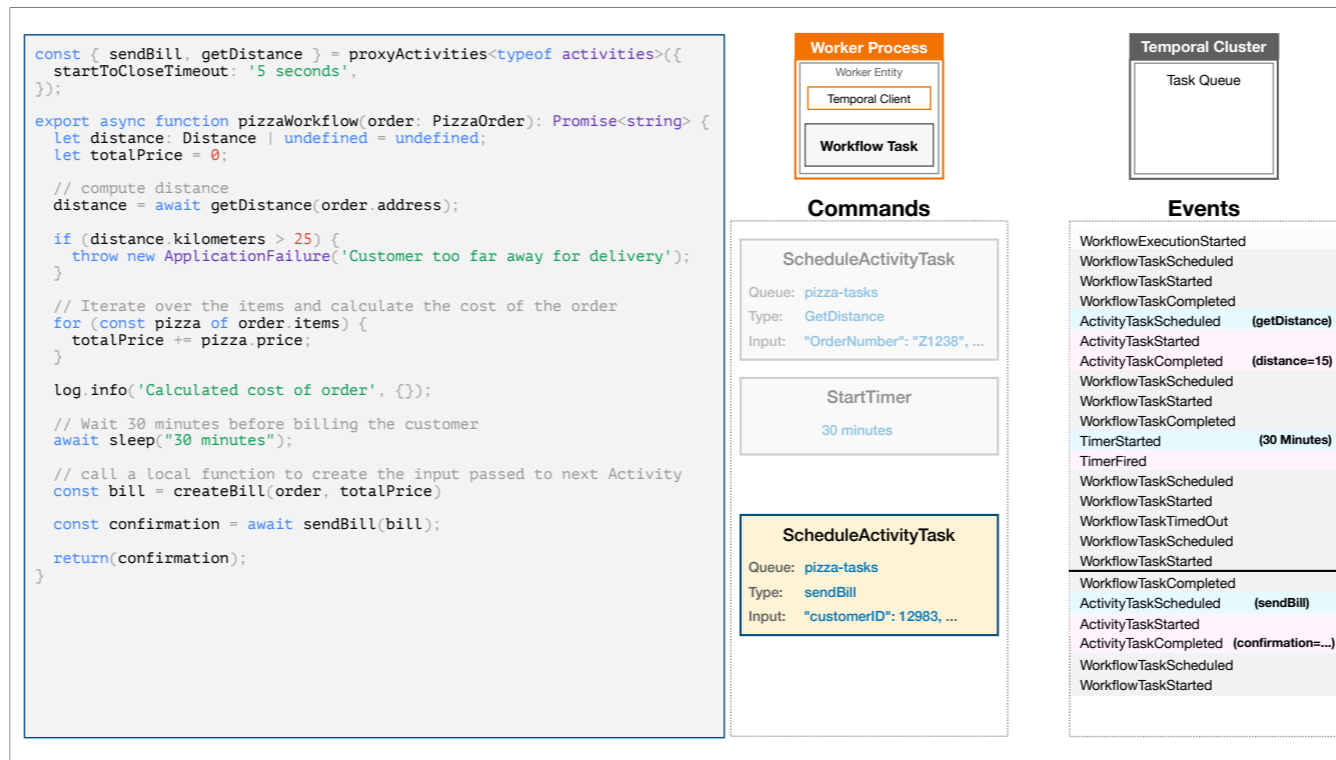 const { sendBill, getDistance } = proxyActivities<typeof activities>({
  startToCloseTimeout: '5 seconds',
});
export async function pizzaWorkflow(order: PizzaOrder): Promise<string> {
  let distance: Distance | undefined = undefined;
  let totalPrice = 0;
  // compute distance
  distance = await getDistance(order.address);
  if (distance.kilometers > 25) {
    throw new ApplicationFailure('Customer too far away for delivery');
  }
  // Iterate over the items and calculate the cost of the order
  for (const pizza of order.items) {
    totalPrice += pizza.price;
  }
  log.info('Calculated cost of order', {});
  // Wait 30 minutes before billing the customer
  await sleep("30 minutes");
  // call a local function to create the input passed to next Activity
  const bill = createBill(order, totalPrice)
  const confirmation = await sendBill(bill);
  return(confirmation);
}
Worker Process
Worker Entity
Temporal Client
Workflow Task
Commands
ScheduleActivityTask
Queue: pizza-tasks
Type: GetDistance
Input: "OrderNumber": "Z1238", ...
StartTimer
30 minutes
ScheduleActivityTask
Queue: pizza-tasks
Type: sendBill
Input: "customerID": 12983, ...
Temporal Cluster
Task Queue
Events
WorkflowExecutionStarted
WorkflowTaskScheduled
WorkflowTaskStarted
WorkflowTaskCompleted
ActivityTaskScheduled (getDistance)
ActivityTaskStarted
ActivityTaskCompleted (distance=15)
WorkflowTaskScheduled
WorkflowTaskStarted
WorkflowTaskCompleted
TimerStarted (30 Minutes)
TimerFired
WorkflowTaskScheduled
WorkflowTaskStarted
WorkflowTaskTimedOut
WorkflowTaskScheduled
WorkflowTaskStarted
WorkflowTaskCompleted
ActivityTaskScheduled (sendBill)
ActivityTaskStarted
ActivityTaskCompleted (confirmation=...)
WorkflowTaskScheduled
WorkflowTaskStarted